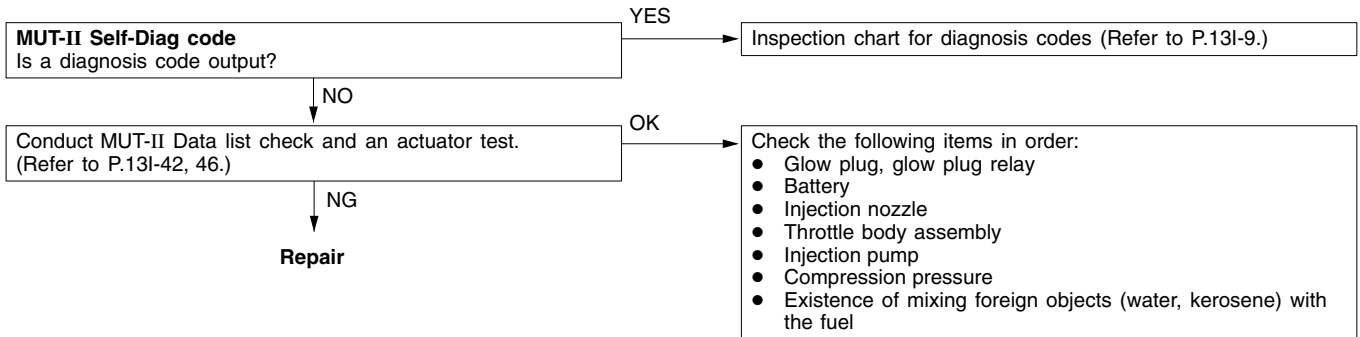 MUT-II Self-Diag code
Is a diagnosis code output?
YES
Inspection chart for diagnosis codes (Refer to P.13I-9.)
NO
Conduct MUT-II Data list check and an actuator test.
(Refer to P.13I-42, 46.)
OK
Check the following items in order:
● Glow plug, glow plug relay
● Battery
● Injection nozzle
● Throttle body assembly
● Injection pump
● Compression pressure
● Existence of mixing foreign objects (water, kerosene) with
the fuel
NG
Repair